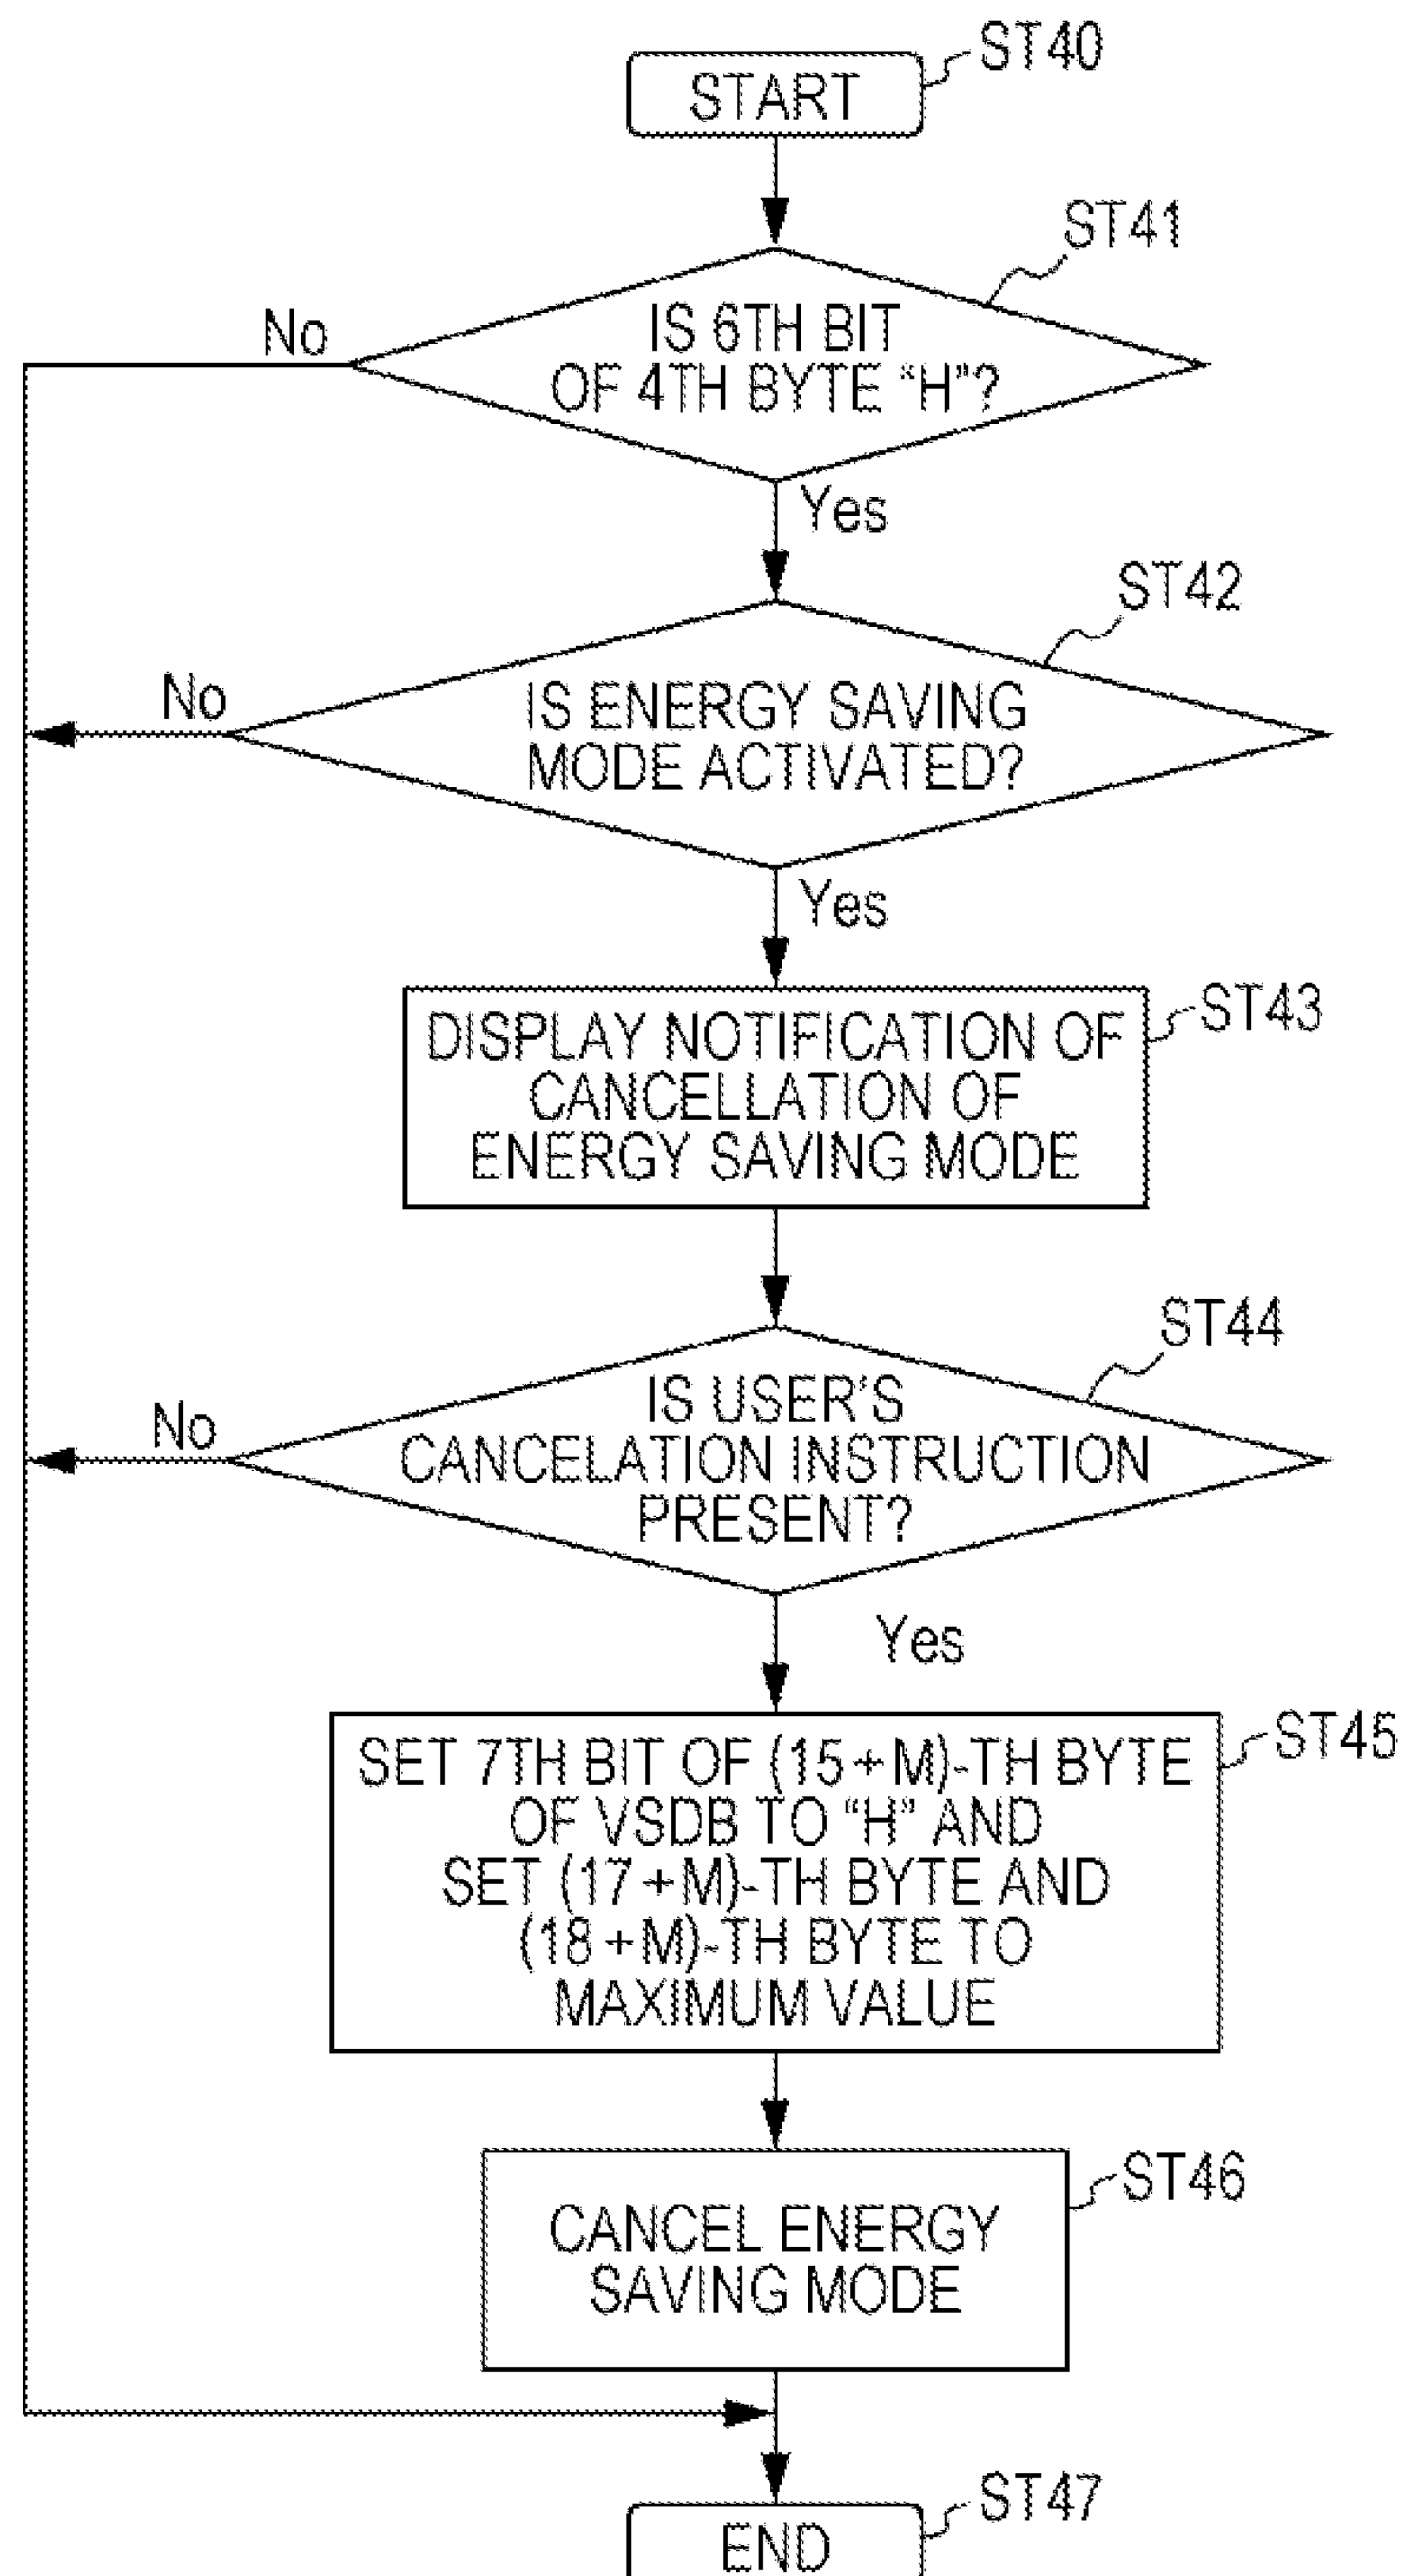 ST40
START
ST41
No
IS 6TH BIT
OF 4TH BYTE “H”?
Yes
ST42
No
IS ENERGY SAVING
MODE ACTIVATED?
Yes
ST43
DISPLAY NOTIFICATION OF
CANCELLATION OF
ENERGY SAVING MODE
ST44
No
IS USER’S
CANCELATION INSTRUCTION
PRESENT?
Yes
ST45
SET 7TH BIT OF (15+M)-TH BYTE
OF VSDB TO “H” AND
SET (17+M)-TH BYTE AND
(18+M)-TH BYTE TO
MAXIMUM VALUE
ST46
CANCEL ENERGY
SAVING MODE
ST47
END